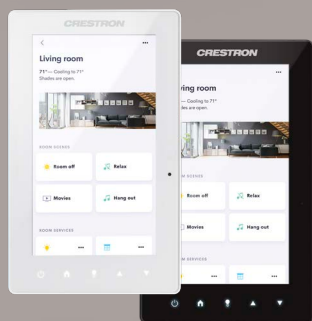 CRESTRON
Living room
71° — Cooling to 71°
Shades are open.
ROOM SCENES
Room off
Relax
Movies
Hang out
ROOM SERVICES
CRESTRON
ving room
— Cooling to 71°
des are open.
M SCENES
Room off
Relax
Movies
Hang out
M SERVICES